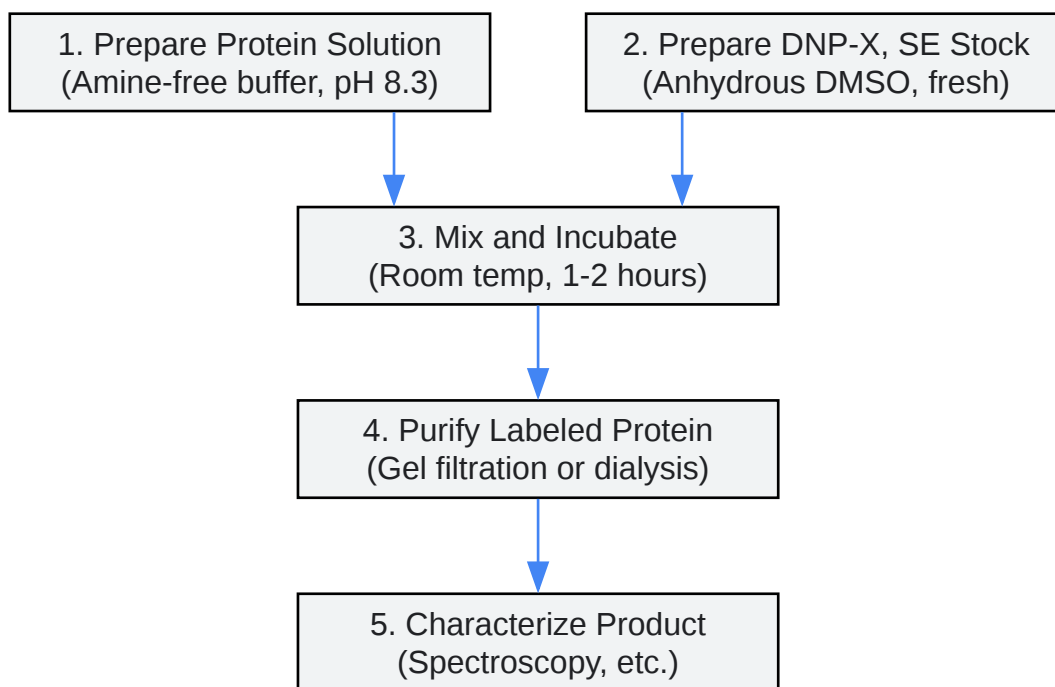 1. Prepare Protein Solution
(Amine-free buffer, pH 8.3)
2. Prepare DNP-X, SE Stock
(Anhydrous DMSO, fresh)
3. Mix and Incubate
(Room temp, 1-2 hours)
4. Purify Labeled Protein
(Gel filtration or dialysis)
5. Characterize Product
(Spectroscopy, etc.)